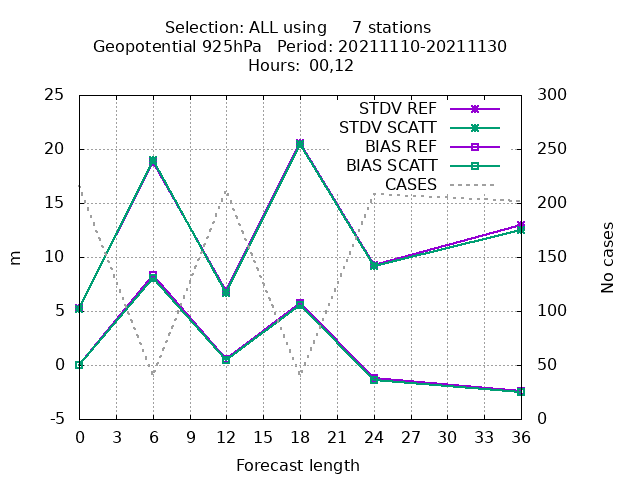 Selection: ALL using     7 stations
Geopotential 925hPa   Period: 20211110-20211130
Hours:  00,12
25 300
STDV REF
STDV SCATT
20 250
BIAS REF
BIAS SCATT
CASES
15 200
10 150
m
No cases
5 100
0 50
-5 0
0 3 6 9 12 15 18 21 24 27 30 33 36
Forecast length